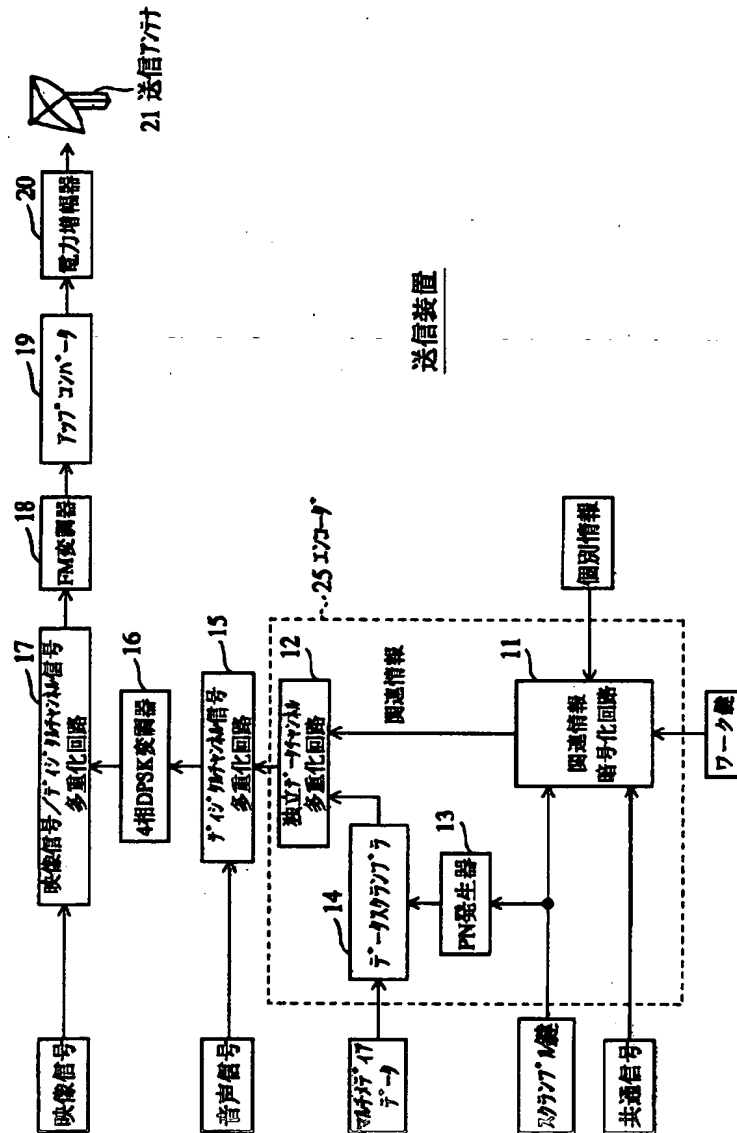 映像信号
17
映像信号/ディジタルチャンネル信号
多重化回路
18
FM変調器
19
アップコンバータ
20
電力増幅器
21 送信アンテナ
16
4相DPSK変調器
音声信号
15
ディジタルチャンネル信号
多重化回路
25 エンコーダ
12
独立データチャンネル
多重化回路
関連情報
マルチメディア
データ
14
データスクランブラ
13
PN発生器
11
関連情報
暗号化回路
個別情報
スクランブル鍵
共通信号
ワーク鍵
送信装置